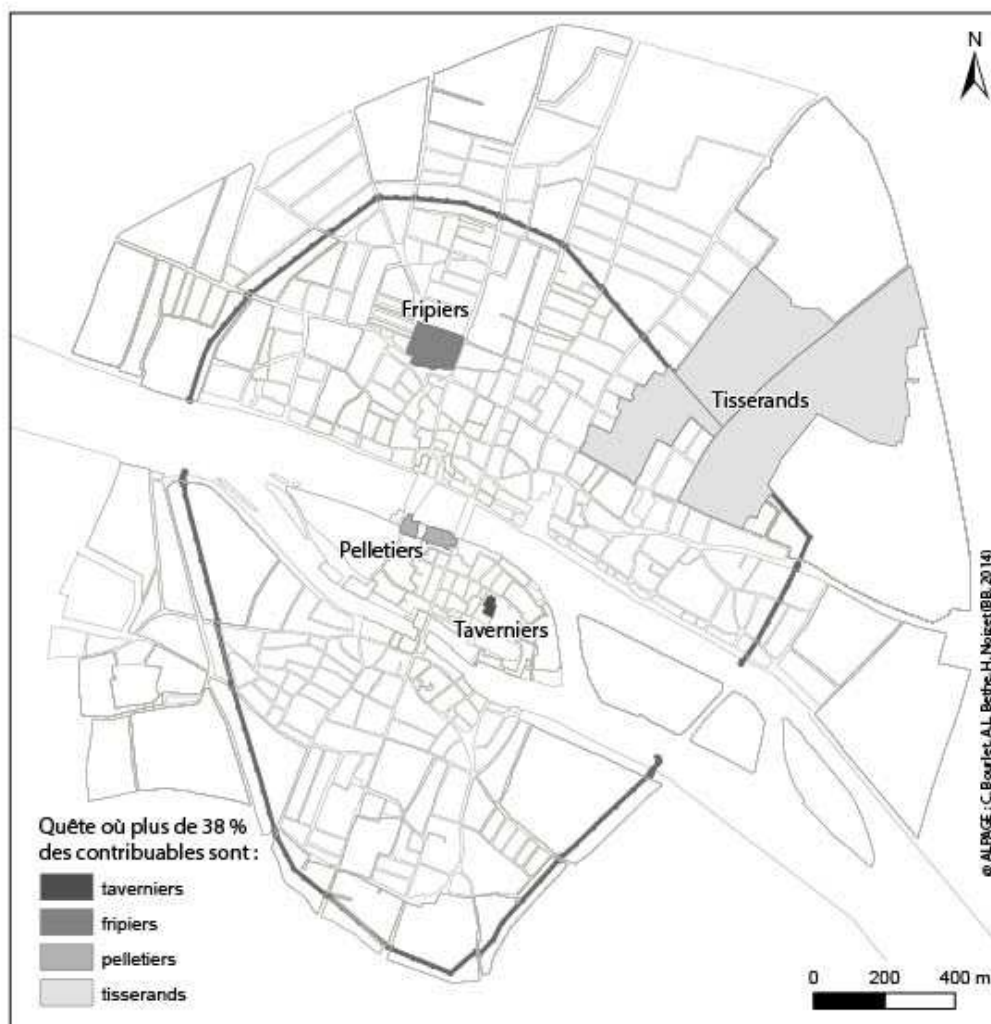 N
Fripiers
Tisserands
Pelletiers
Taverniers
Quête où plus de 38 %
des contribuables sont :
taverniers
fripiers
pelletiers
tisserands
0 200 400 m
© ALPAGE : C. Bourlet, A.L. Bethe, H. Noizet (BB, 2014)